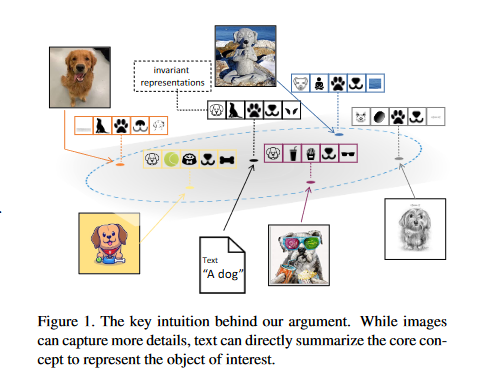 invariant
representations
Text
"A dog"
Figure 1. The key intuition behind our argument. While images
can capture more details, text can directly summarize the core con-
cept to represent the object of interest.